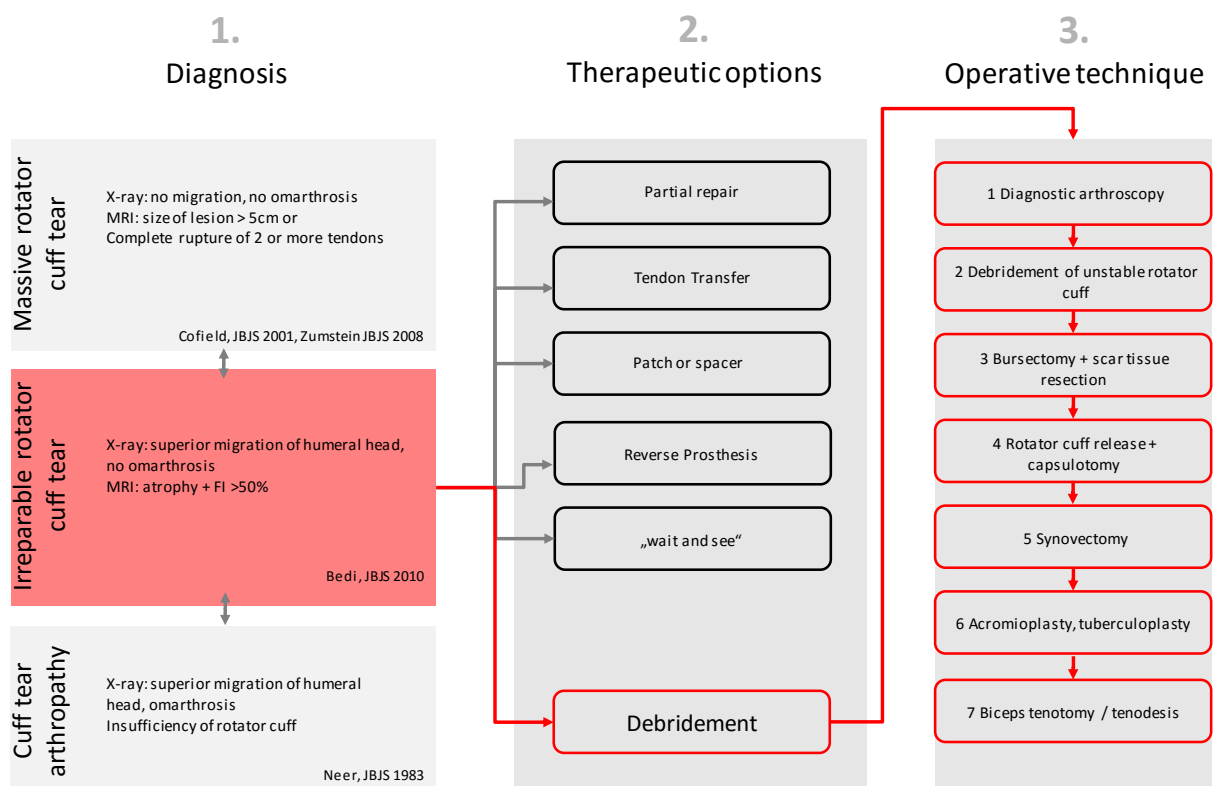 1.
Diagnosis
Massive rotator
cuff tear
X-ray: no migration, no omarthrosis
MRI: size of lesion > 5cm or
Complete rupture of 2 or more tendons
Cofield, JBJS 2001, Zumstein JBJS 2008
Irreparable rotator
cuff tear
X-ray: superior migration of humeral head,
no omarthrosis
MRI: atrophy + FI >50%
Bedi, JBJS 2010
Cuff tear
arthropathy
X-ray: superior migration of humeral
head, omarthrosis
Insufficiency of rotator cuff
Neer, JBJS 1983
2.
Therapeutic options
Partial repair
Tendon Transfer
Patch or spacer
Reverse Prosthesis
„wait and see“
Debridement
3.
Operative technique
1 Diagnostic arthroscopy
2 Debridement of unstable rotator
cuff
3 Bursectomy + scar tissue
resection
4 Rotator cuff release +
capsulotomy
5 Synovectomy
6 Acromioplasty, tuberculoplasty
7 Biceps tenotomy / tenodesis